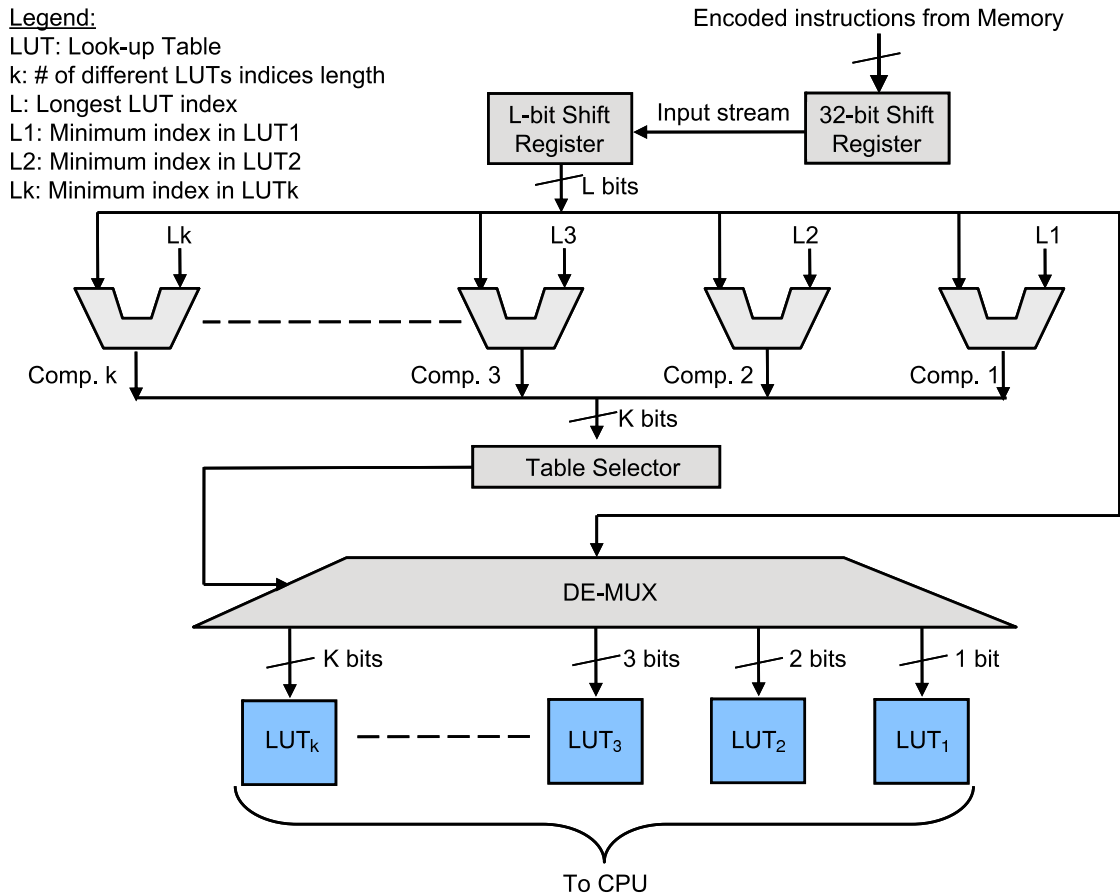 Legend:
LUT: Look-up Table
k: # of different LUTs indices length
L: Longest LUT index
L1: Minimum index in LUT1
L2: Minimum index in LUT2
Lk: Minimum index in LUTk
Encoded instructions from Memory
L-bit Shift
Register
Input stream
32-bit Shift
Register
L bits
Lk
L3
L2
L1
Comp. k
Comp. 3
Comp. 2
Comp. 1
K bits
Table Selector
DE-MUX
K bits
3 bits
2 bits
1 bit
LUTk
LUT3
LUT2
LUT1
To CPU